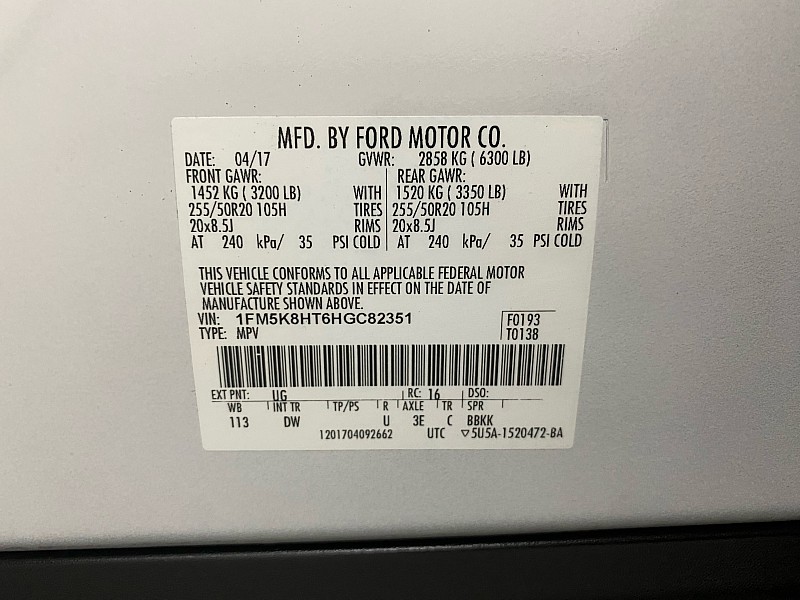 MFD. BY FORD MOTOR CO.
DATE: 04/17 GVWR: 2858 KG ( 6300 LB)
FRONT GAWR: REAR GAWR:
1452 KG ( 3200 LB) WITH 1520 KG ( 3350 LB) WITH
255/50R20 105H TIRES 255/50R20 105H TIRES
20x8.5J RIMS 20x8.5J RIMS
AT 240 kPa/ 35 PSI COLD AT 240 kPa/ 35 PSI COLD
THIS VEHICLE CONFORMS TO ALL APPLICABLE FEDERAL MOTOR
VEHICLE SAFETY STANDARDS IN EFFECT ON THE DATE OF
MANUFACTURE SHOWN ABOVE.
VIN: 1FM5K8HT6HGC82351 F0193
TYPE: MPV T0138
EXT PNT: UG RC: 16 DSO:
WB INT TR TP/PS R AXLE TR SPR
113 DW U 3E C BBKK
1201704092662 UTC ▽5U5A-1520472-BA